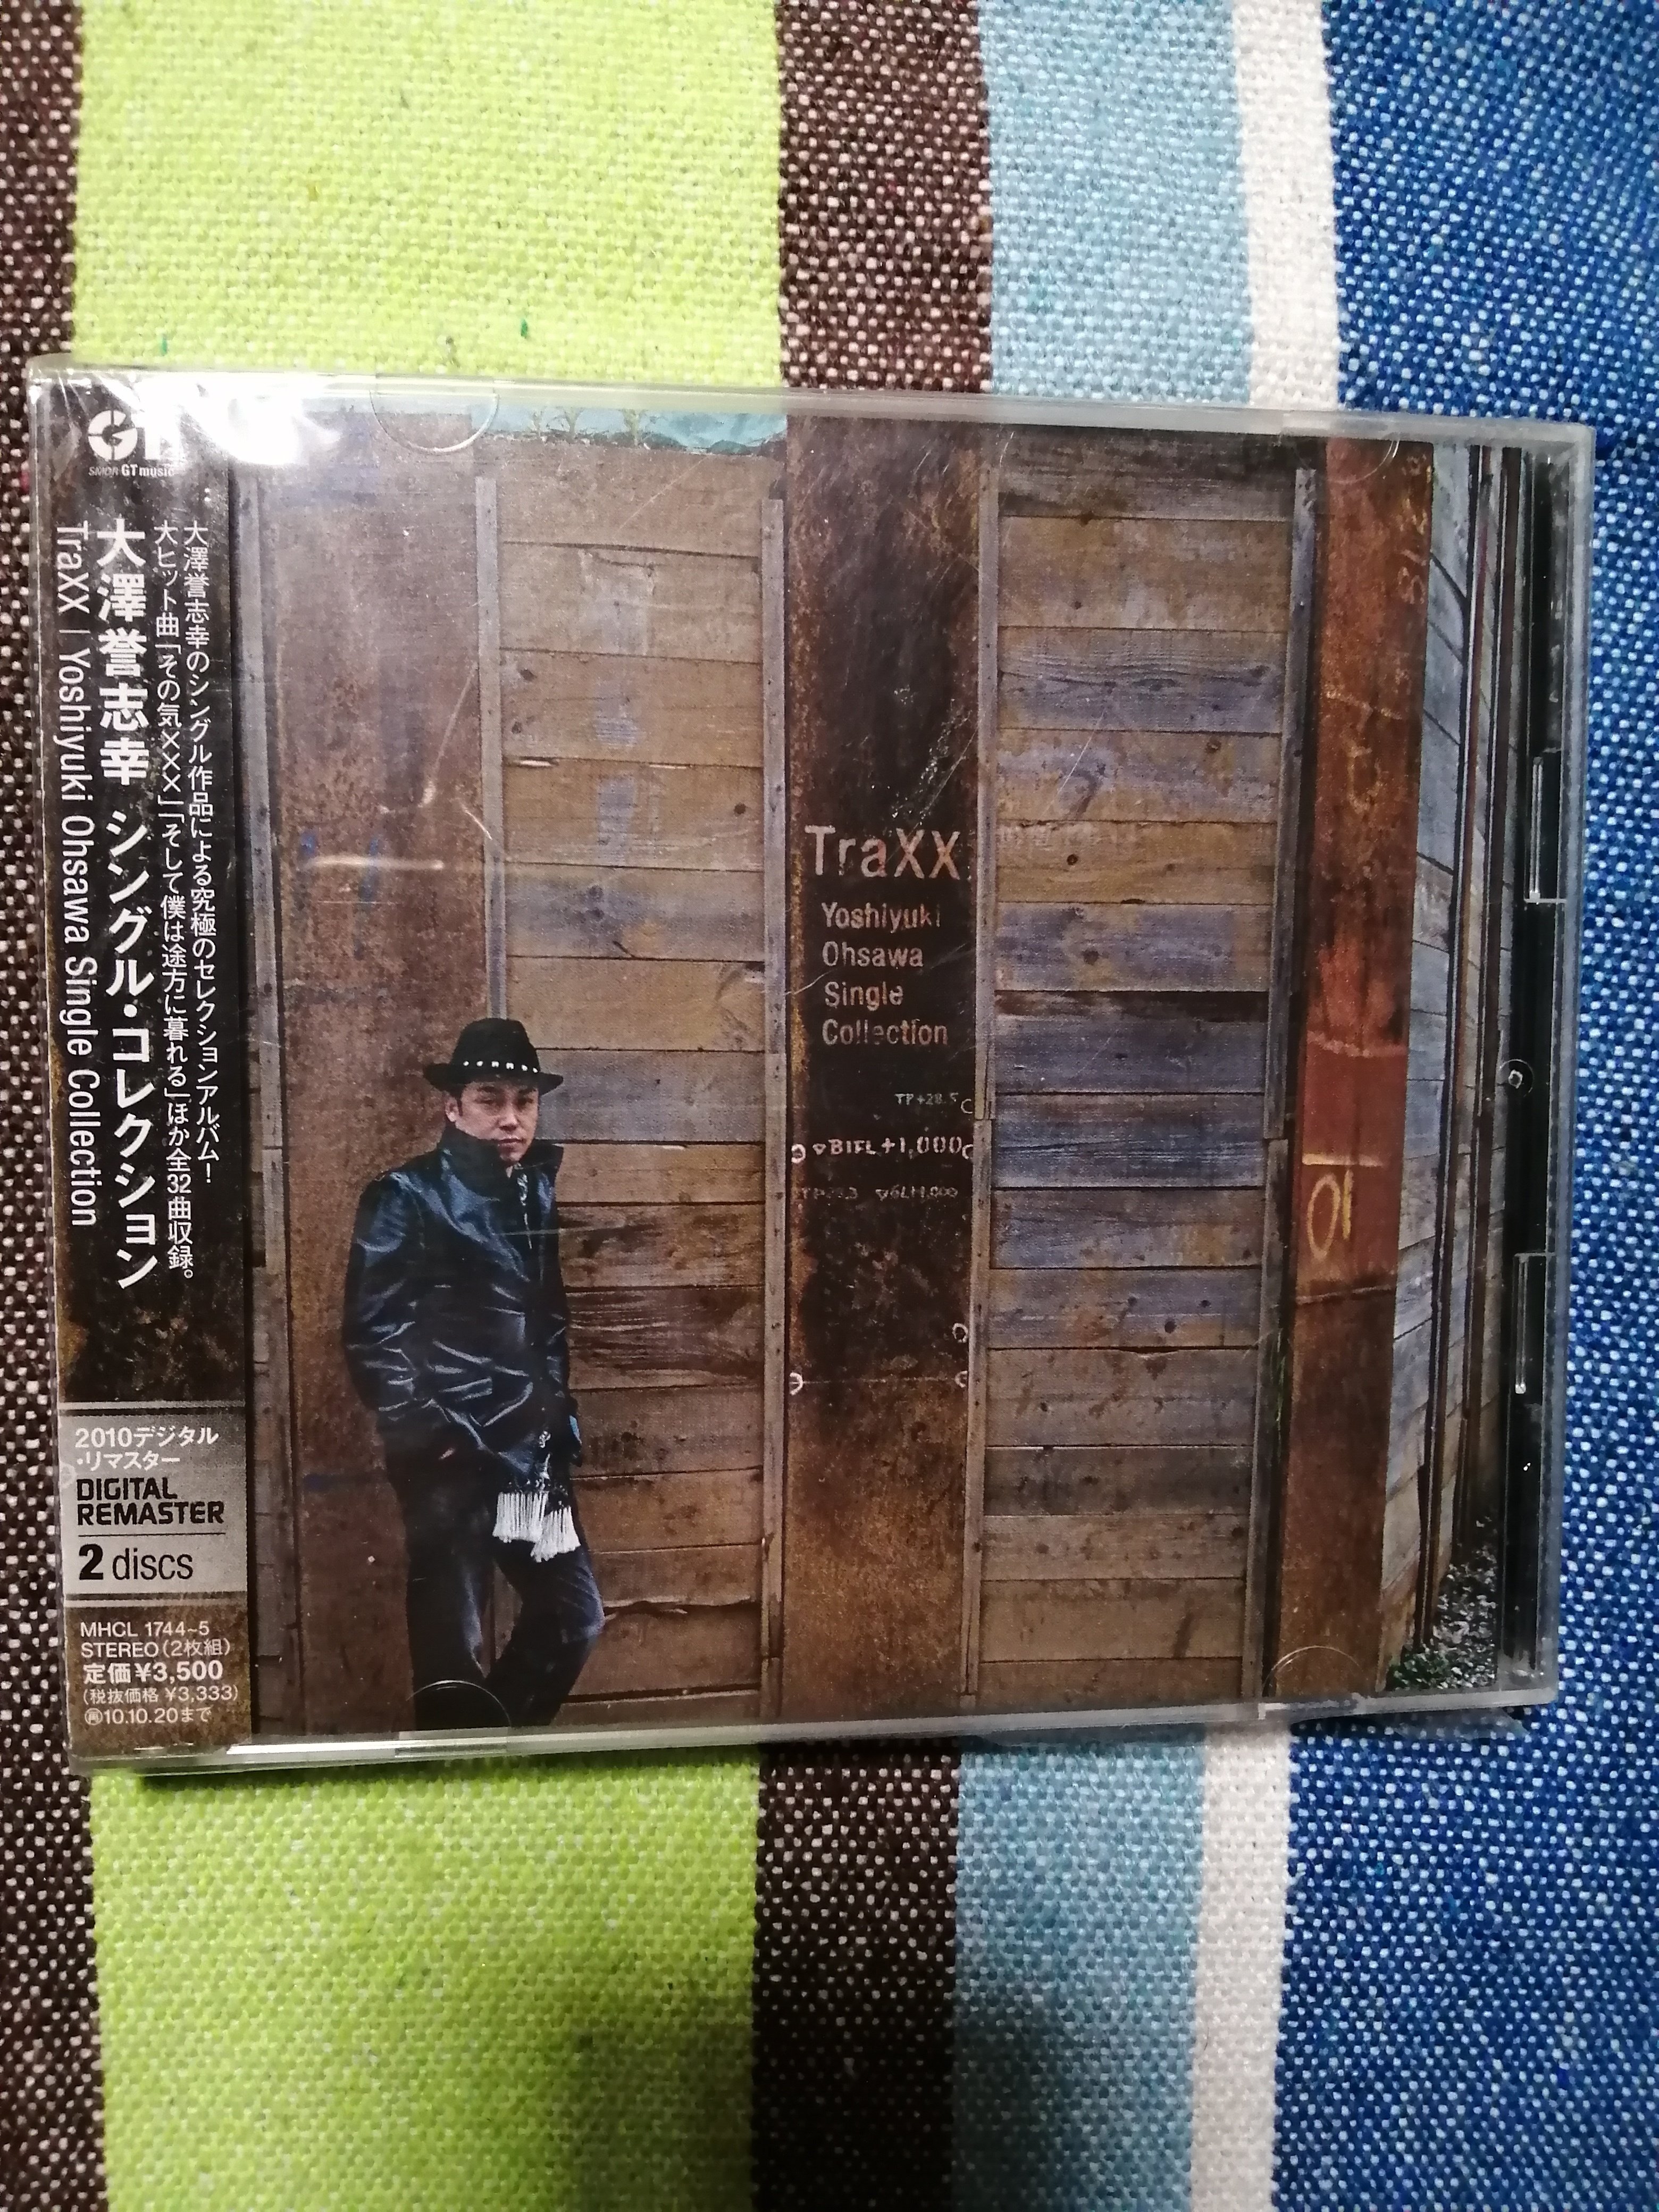 SMDR GT music
大澤誉志幸のシングル作品による究極のセレクションアルバム！
大ヒット曲「その気×××」「そして僕は途方に暮れる」ほか全32曲収録。
大澤誉志幸 シングル・コレクション
TraXX | Yoshiyuki Ohsawa Single Collection
2010デジタル
・リマスター
DIGITAL
REMASTER
2 discs
MHCL 1744~5
STEREO（2枚組）
定価¥3,500
（税抜価格 ¥3,333）
㋐10.10.20まで
TraXX
Yoshiyuki
Ohsawa
Single
Collection
TP+28.5
▽BIFL+1,000
10